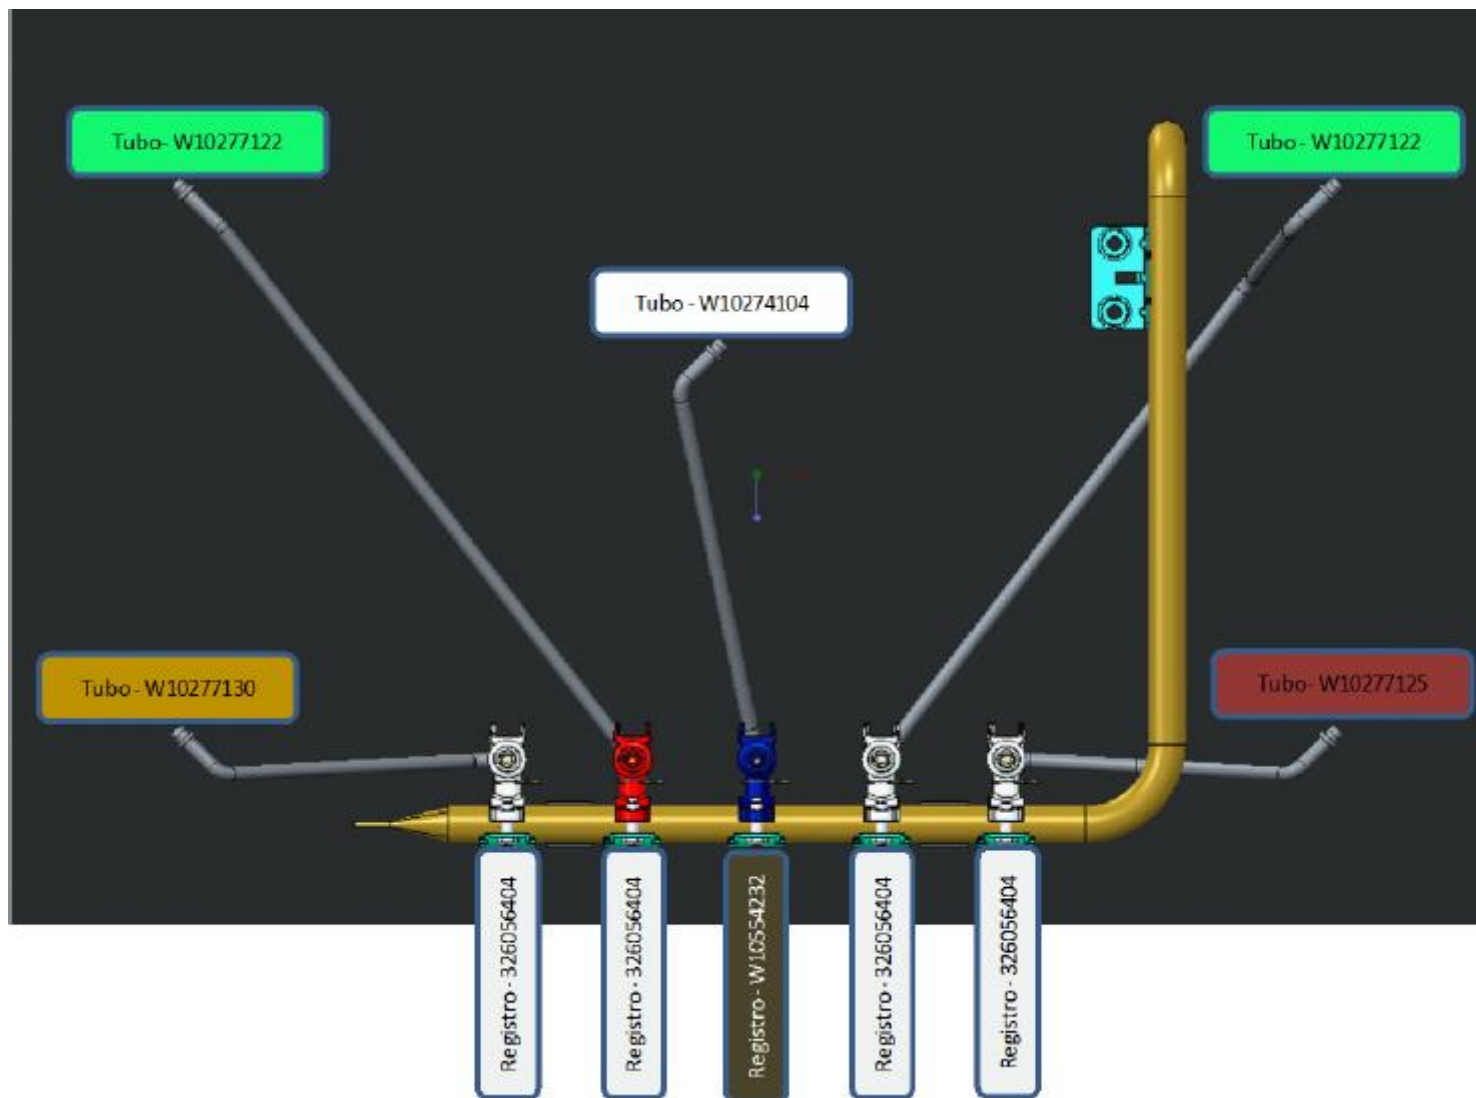 Tubo- W10277122
Tubo - W10277122
Tubo - W10274104
Tubo - W10277130
Tubo- W10277125
Registro - 326056404
Registro - 326056404
Registro - W10554232
Registro - 326056404
Registro - 326056404